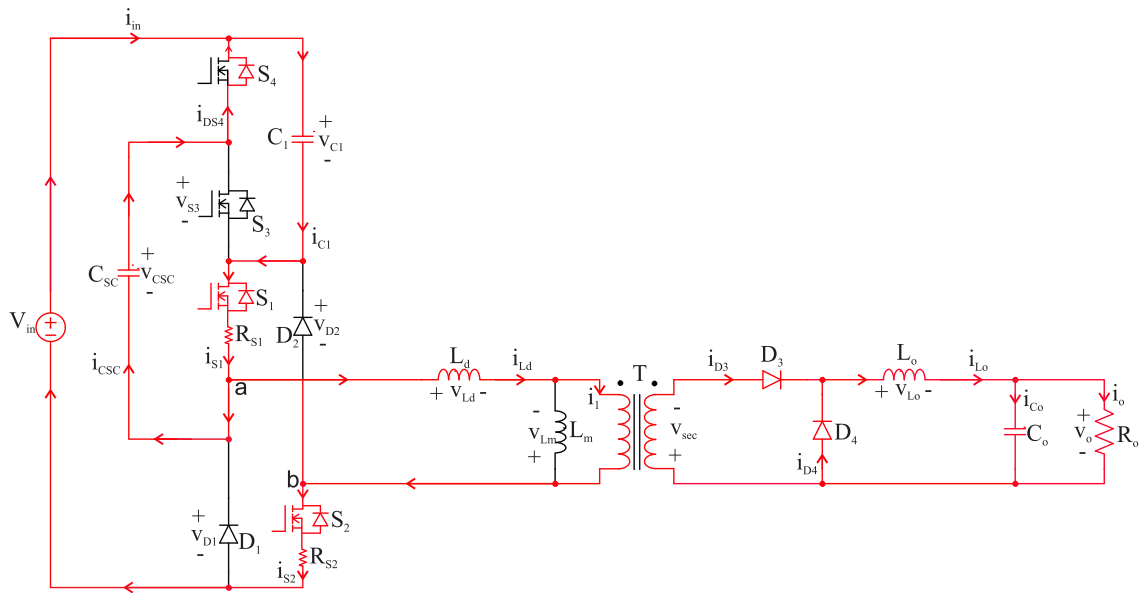 i_in
S_4
i_DS4
C_1
+
v_C1
-
+
v_S3
-
S_3
i_C1
C_SC
+
v_CSC
-
S_1
V_in
R_S1
D_2
+
v_D2
-
i_CSC
i_S1
a
L_d
+ v_Ld -
i_Ld
i_1
T
-
v_Lm
+
L_m
-
v_sec
+
i_D3
D_3
D_4
i_D4
L_o
+ v_Lo -
i_Lo
i_Co
C_o
i_o
+
v_o
-
R_o
b
S_2
+
v_D1
-
D_1
R_S2
i_S2